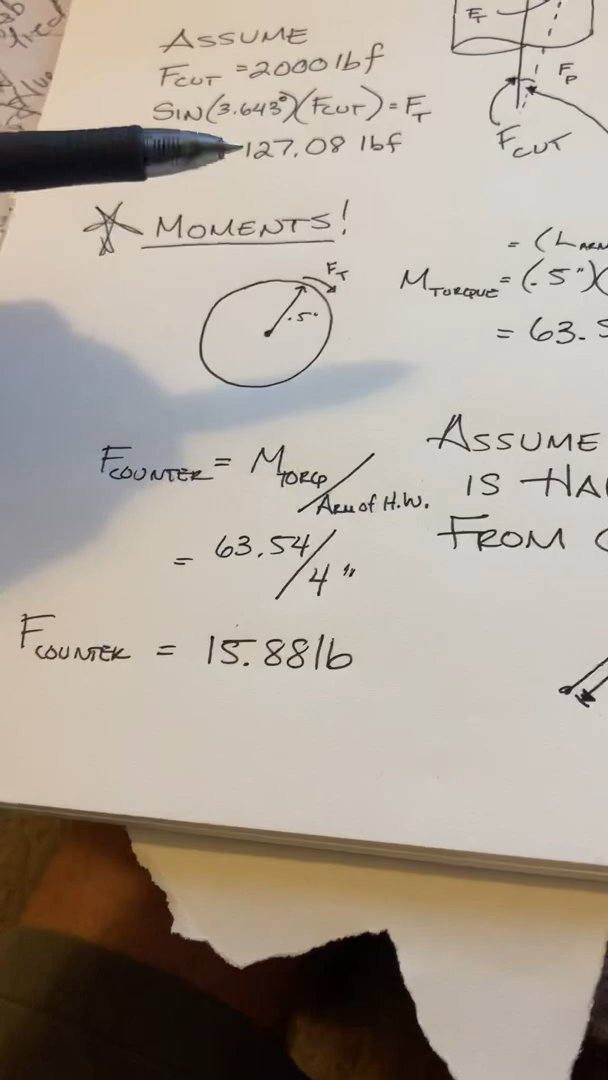 ASSUME
FCUT = 2000 lbf
SIN(3.643°)(FCUT) = FT
127.08 lbf
FT
FP
FCUT
MOMENTS!
FT
.5"
= (LARM
MTORQUE = (.5")(
= 63.5
FCOUNTER = MTORQ/ARM of H.W.
= 63.54/4"
FCOUNTER = 15.88 lb
ASSUME
IS HA
FROM